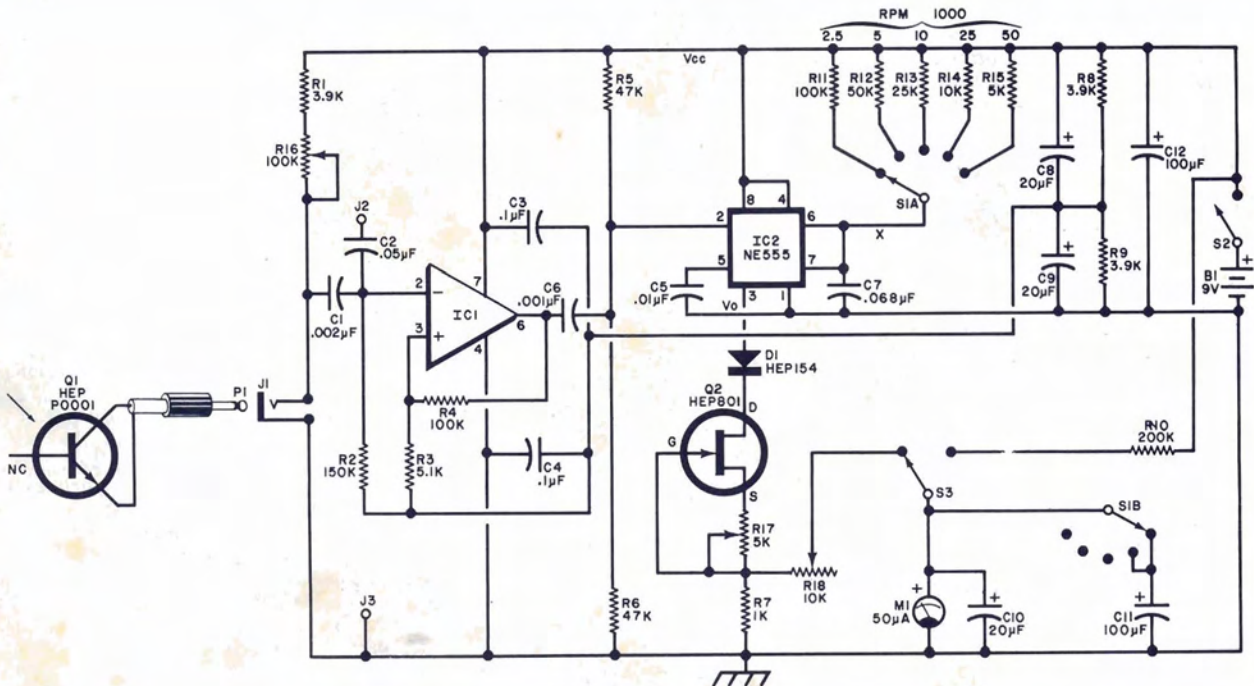 RPM 1000
2.5 5 10 25 50
Vcc
R1
3.9K
R16
100K
R5
47K
R11
100K
R12
50K
R13
25K
R14
10K
R15
5K
R8
3.9K
C8
20µF
C12
100µF
J2
C2
.05µF
C3
.1µF
S1A
8 4
2 6
IC2
NE555
5 7
3 1
X
C5
.01µF
Vo
C7
.068µF
C9
20µF
R9
3.9K
S2
B1
9V
+
+
+
+
C1
.002µF
2
−
7
IC1
3
+
4
6
C6
.001µF
D1
HEP154
Q1
HEP
P0001
NC
P1
J1
R4
100K
R2
150K
R3
5.1K
C4
.1µF
Q2
HEP801
D
G
S
R17
5K
R10
200K
S3
S1B
J3
R6
47K
R7
1K
R18
10K
+
M1
50µA
+
C10
20µF
+
C11
100µF